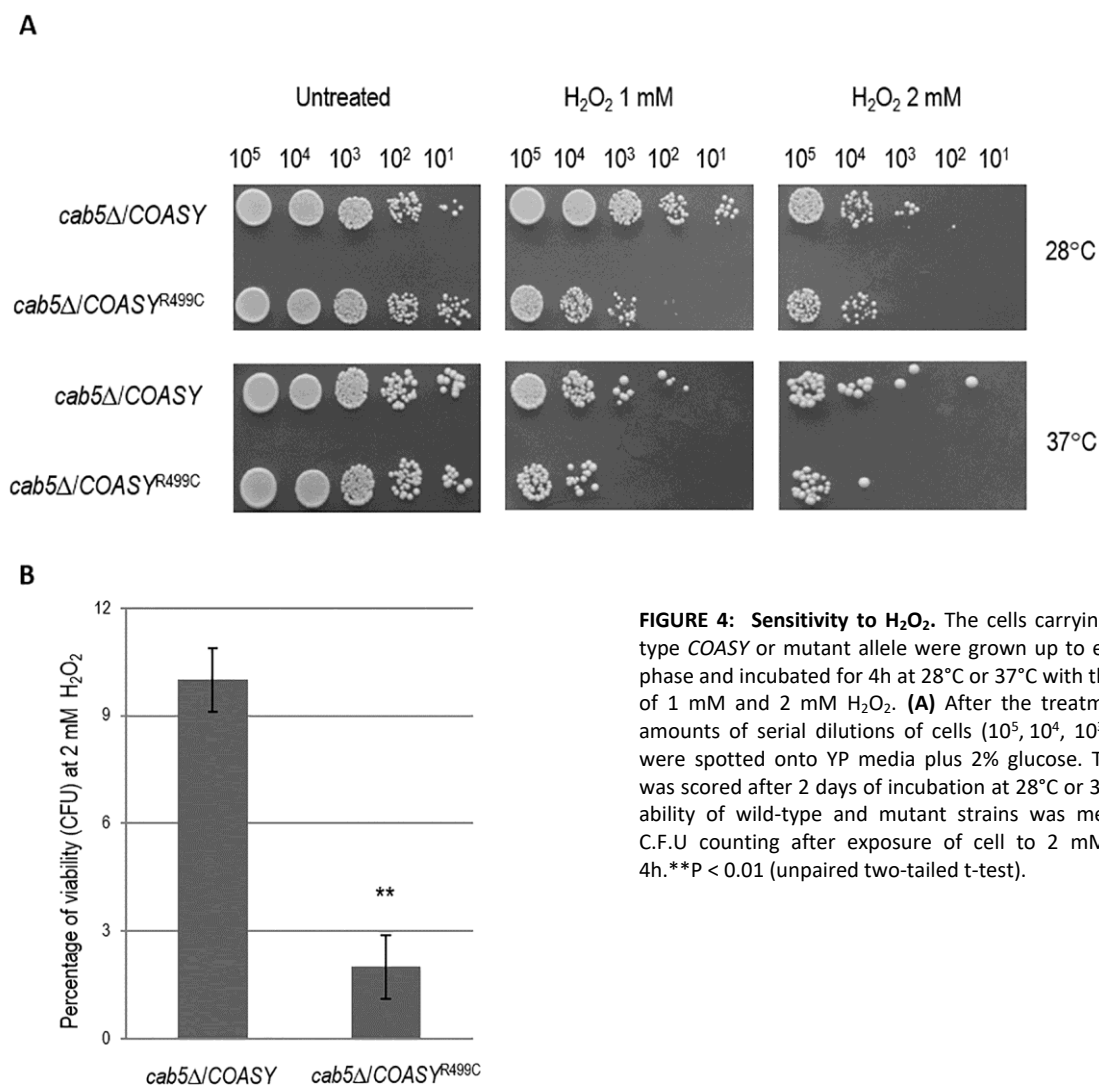 A
Untreated
H₂O₂ 1 mM
H₂O₂ 2 mM
10⁵ 10⁴ 10³ 10² 10¹ 10⁵ 10⁴ 10³ 10² 10¹ 10⁵ 10⁴ 10³ 10² 10¹
cab5Δ/COASY
28°C
cab5Δ/COASYᴿ⁴⁹⁹ᶜ
cab5Δ/COASY
37°C
cab5Δ/COASYᴿ⁴⁹⁹ᶜ
B
Percentage of viability (CFU) at 2 mM H₂O₂
12
9
6
3
0
**
cab5Δ/COASY cab5Δ/COASYᴿ⁴⁹⁹ᶜ
FIGURE 4: Sensitivity to H₂O₂. The cells carryin
type COASY or mutant allele were grown up to e
phase and incubated for 4h at 28°C or 37°C with th
of 1 mM and 2 mM H₂O₂. (A) After the treatm
amounts of serial dilutions of cells (10⁵, 10⁴, 10
were spotted onto YP media plus 2% glucose. T
was scored after 2 days of incubation at 28°C or 3
ability of wild-type and mutant strains was me
C.F.U counting after exposure of cell to 2 mM
4h.**P < 0.01 (unpaired two-tailed t-test).